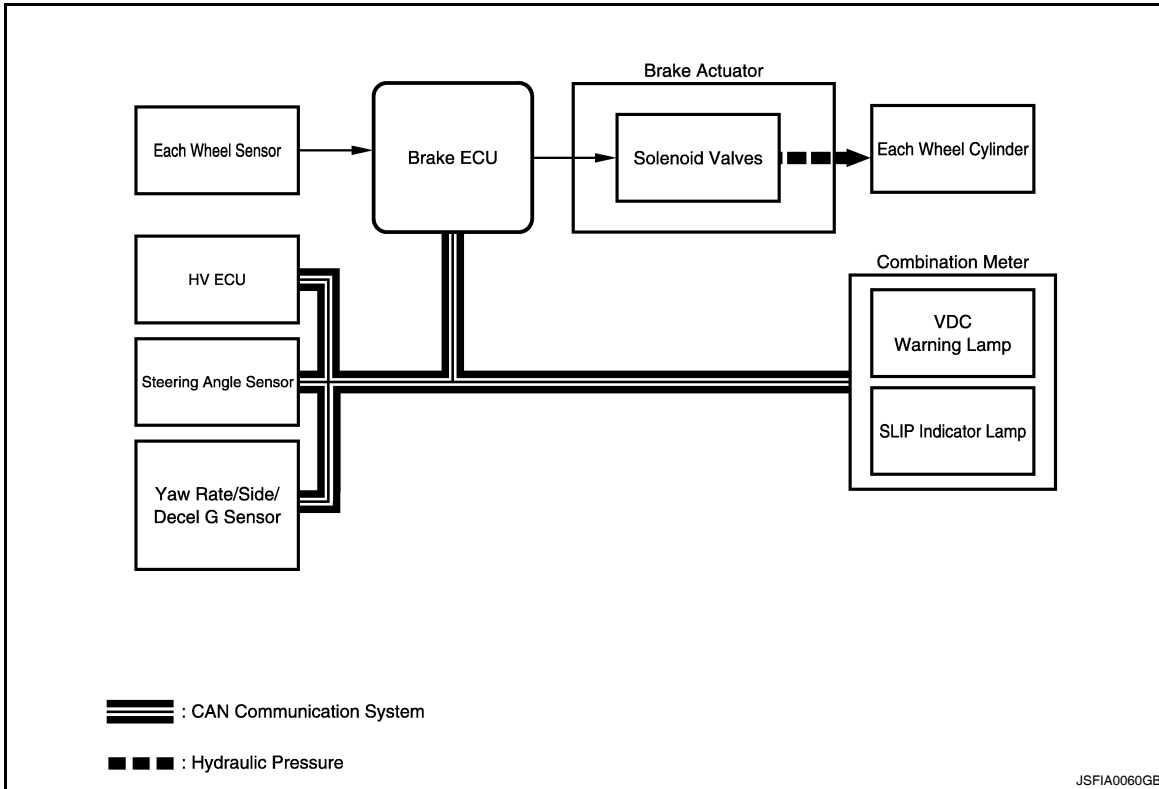 Brake Actuator
Each Wheel Sensor
Brake ECU
Solenoid Valves
Each Wheel Cylinder
HV ECU
Combination Meter
VDC
Warning Lamp
Steering Angle Sensor
SLIP Indicator Lamp
Yaw Rate/Side/
Decel G Sensor
: CAN Communication System
: Hydraulic Pressure
JSFIA0060GB